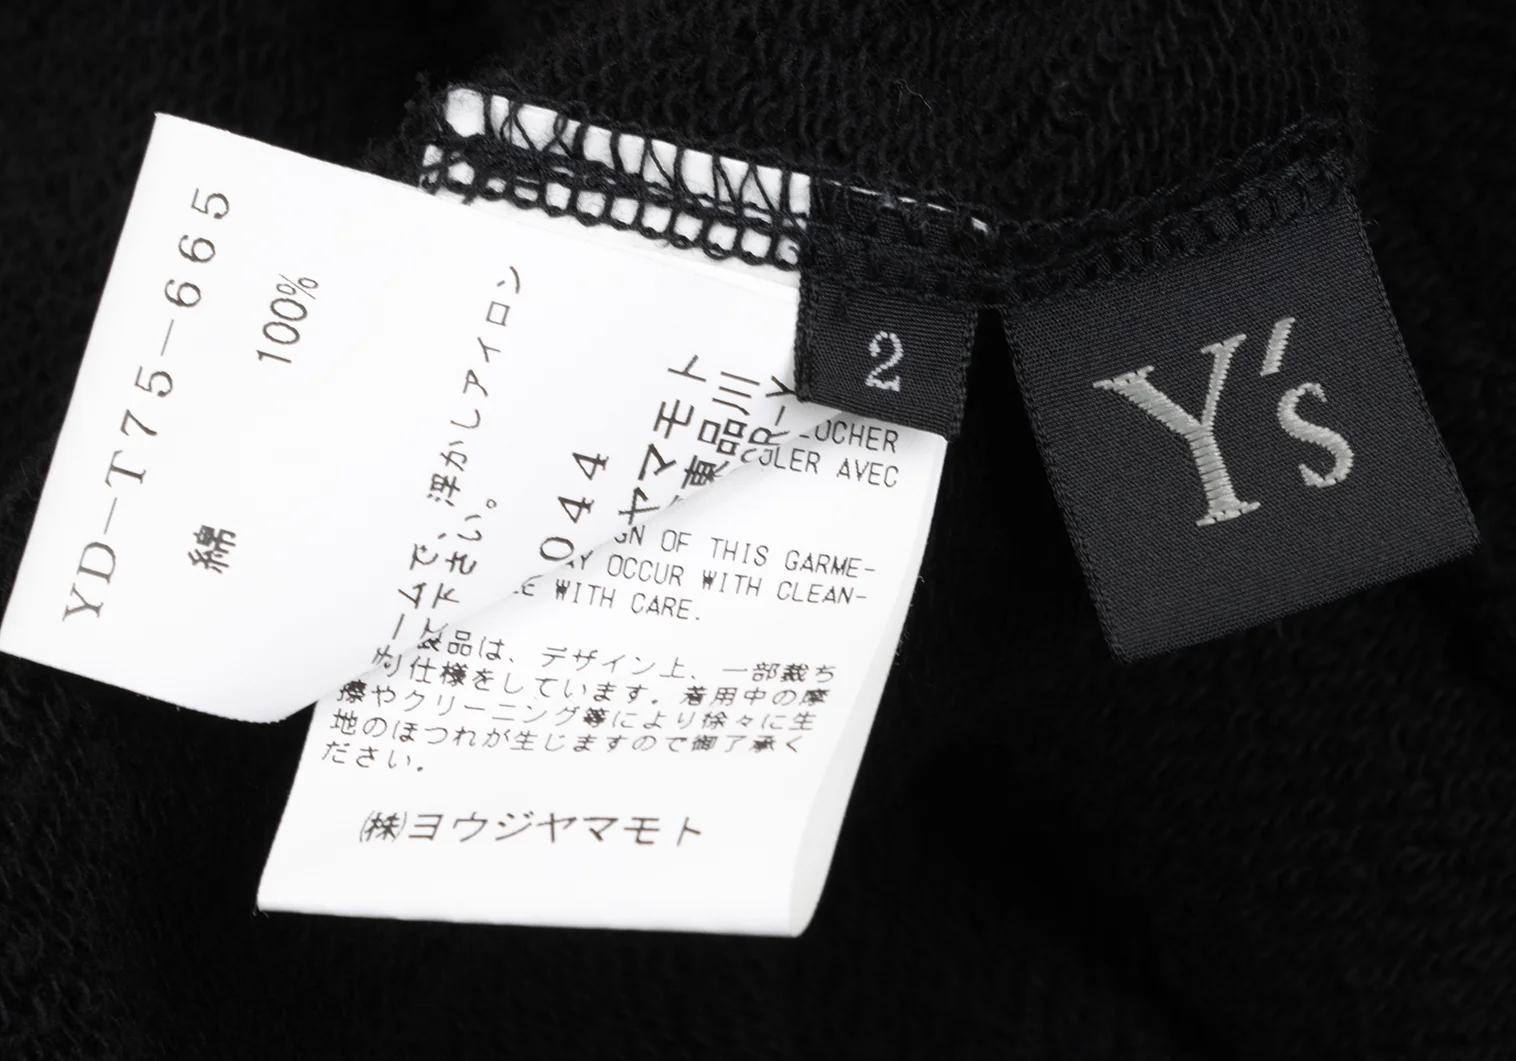 YD-T75-665
綿 100%
ームで、浮かしアイロン
て下さい。
044
ヤマモト
東品川
2
Y's
OCHER
ULER AVEC
GN OF THIS GARME-
AY OCCUR WITH CLEAN-
WITH CARE.
製品は、デザイン上、一部裁ち
り仕様をしています。着用中の摩
擦やクリーニング等により徐々に生
地のほつれが生じますので御了承く
ださい。
㈱ヨウジヤマモト